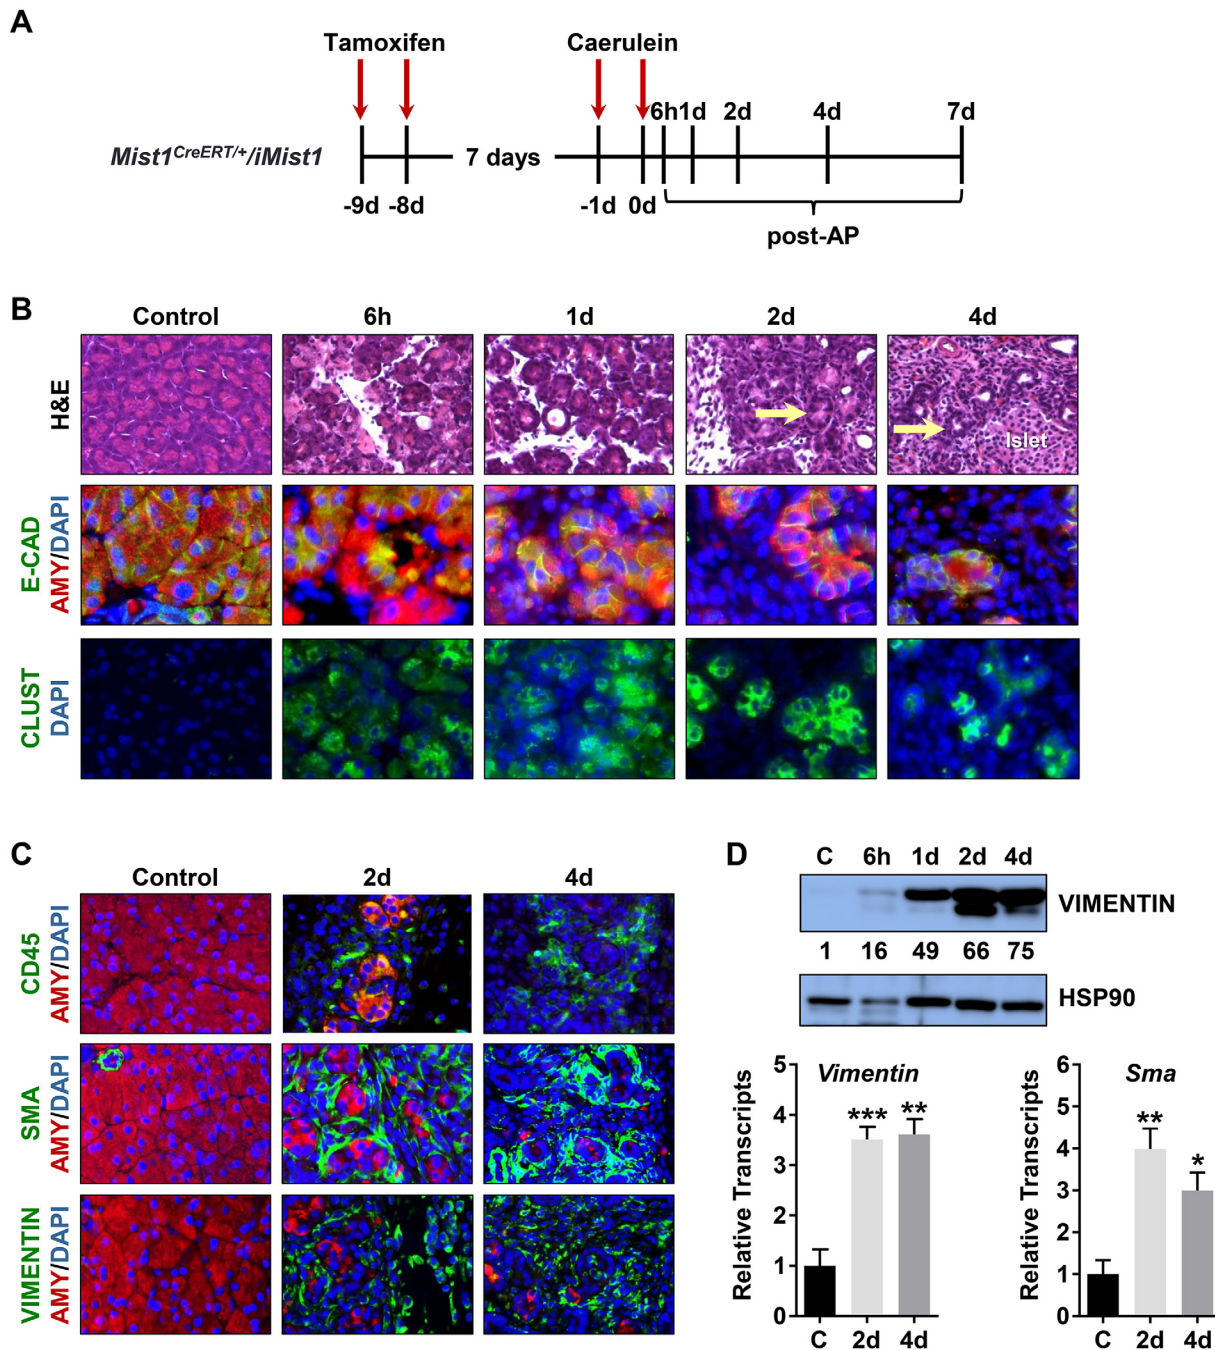 A
Tamoxifen
Caerulein
6h 1d 2d 4d 7d
Mist1CreERT/+/iMist1
7 days
-9d -8d -1d 0d
post-AP
B
Control 6h 1d 2d 4d
H&E
Islet
E-CAD
AMY/DAPI
CLUST
DAPI
C
Control 2d 4d
CD45
AMY/DAPI
SMA
AMY/DAPI
VIMENTIN
AMY/DAPI
D
C 6h 1d 2d 4d
VIMENTIN
1 16 49 66 75
HSP90
Vimentin
Relative Transcripts
5
4
3
2
1
0
*** **
C 2d 4d
Sma
Relative Transcripts
6
5
4
3
2
1
0
**
*
C 2d 4d